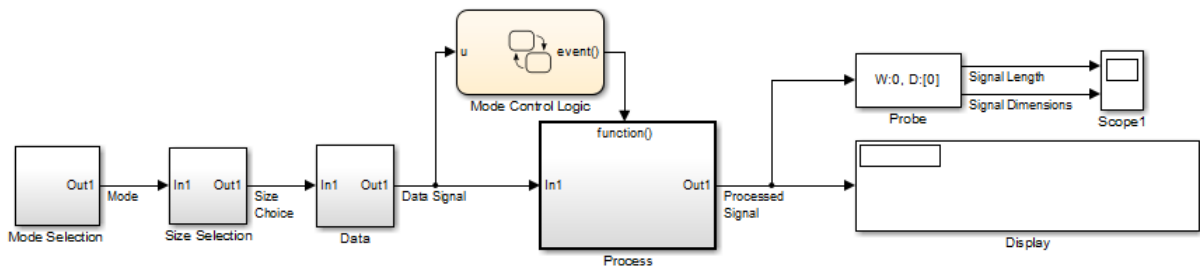 u
event()
Mode Control Logic
W:0, D:[0]
Probe
Signal Length
Signal Dimensions
Scope1
function()
Out1
Mode Selection
Mode
In1
Out1
Size Selection
Size
Choice
In1
Out1
Data
Data Signal
In1
Out1
Process
Processed
Signal
Display